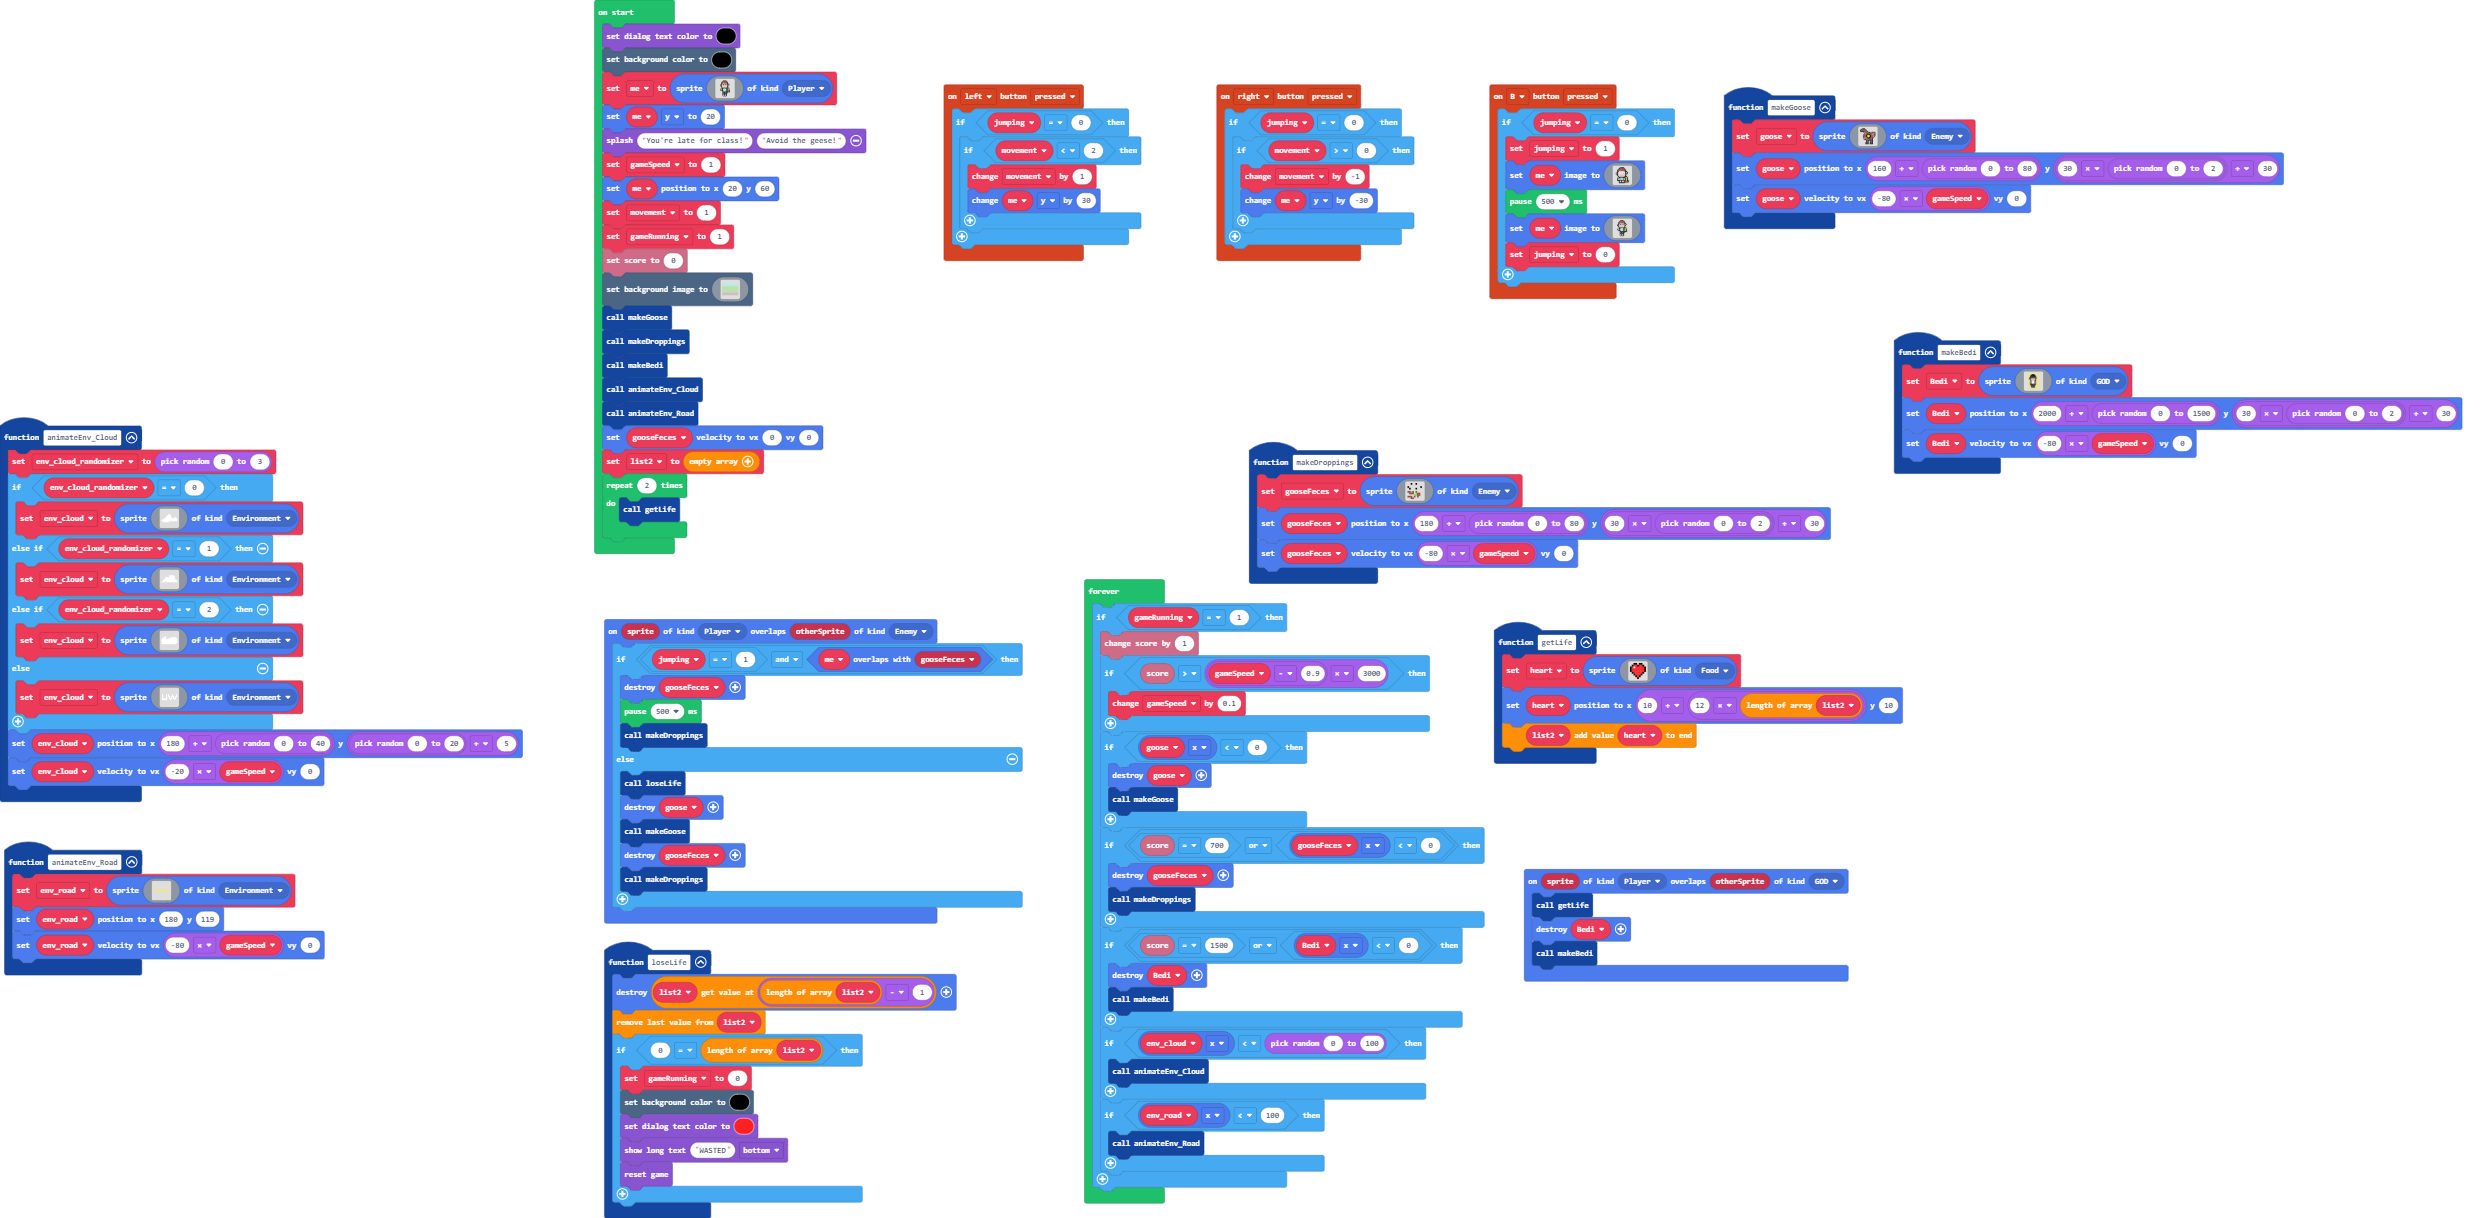 on start
set dialog text color to
set background color to
set me to sprite of kind Player
set me y to 20
splash "You're late for class!" "Avoid the geese!"
set gameSpeed to 1
set me position to x 20 y 60
set movement to 1
set gameRunning to 1
set score to 0
set background image to
call makeGoose
call makeDroppings
call makeBedi
call animateEnv_Cloud
call animateEnv_Road
set gooseFeces velocity to vx 0 vy 0
set list2 to empty array
repeat 2 times
do call getLife
on left button pressed
if jumping = 0 then
if movement < 2 then
change movement by 1
change me y by 30
on right button pressed
if jumping = 0 then
if movement > 0 then
change movement by -1
change me y by -30
on B button pressed
if jumping = 0 then
set jumping to 1
set me image to
pause 500 ms
set me image to
set jumping to 0
function makeGoose
set goose to sprite of kind Enemy
set goose position to x 160 + pick random 0 to 80 y 30 × pick random 0 to 2 + 30
set goose velocity to vx -80 × gameSpeed vy 0
function makeBedi
set Bedi to sprite of kind GOD
set Bedi position to x 2000 + pick random 0 to 1500 y 30 × pick random 0 to 2 + 30
set Bedi velocity to vx -80 × gameSpeed vy 0
function animateEnv_Cloud
set env_cloud_randomizer to pick random 0 to 3
if env_cloud_randomizer = 0 then
set env_cloud to sprite of kind Environment
else if env_cloud_randomizer = 1 then
set env_cloud to sprite of kind Environment
else if env_cloud_randomizer = 2 then
set env_cloud to sprite of kind Environment
else
set env_cloud to sprite of kind Environment
set env_cloud position to x 180 + pick random 0 to 40 y pick random 0 to 20 + 5
set env_cloud velocity to vx -20 × gameSpeed vy 0
function animateEnv_Road
set env_road to sprite of kind Environment
set env_road position to x 180 y 119
set env_road velocity to vx -80 × gameSpeed vy 0
function makeDroppings
set gooseFeces to sprite of kind Enemy
set gooseFeces position to x 180 + pick random 0 to 80 y 30 × pick random 0 to 2 + 30
set gooseFeces velocity to vx -80 × gameSpeed vy 0
on sprite of kind Player overlaps otherSprite of kind Enemy
if jumping = 1 and me overlaps with gooseFeces then
destroy gooseFeces
pause 500 ms
call makeDroppings
else
call loseLife
destroy goose
call makeGoose
destroy gooseFeces
call makeDroppings
function loseLife
destroy list2 get value at length of array list2 - 1
remove last value from list2
if 0 = length of array list2 then
set gameRunning to 0
set background color to
set dialog text color to
show long text "WASTED" bottom
reset game
forever
if gameRunning = 1 then
change score by 1
if score > gameSpeed - 0.9 × 3000 then
change gameSpeed by 0.1
if goose x < 0 then
destroy goose
call makeGoose
if score = 700 or gooseFeces x < 0 then
destroy gooseFeces
call makeDroppings
if score = 1500 or Bedi x < 0 then
destroy Bedi
call makeBedi
if env_cloud x < pick random 0 to 100 then
call animateEnv_Cloud
if env_road x < 100 then
call animateEnv_Road
function getLife
set heart to sprite of kind Food
set heart position to x 10 + 12 × length of array list2 y 10
list2 add value heart to end
on sprite of kind Player overlaps otherSprite of kind GOD
call getLife
destroy Bedi
call makeBedi